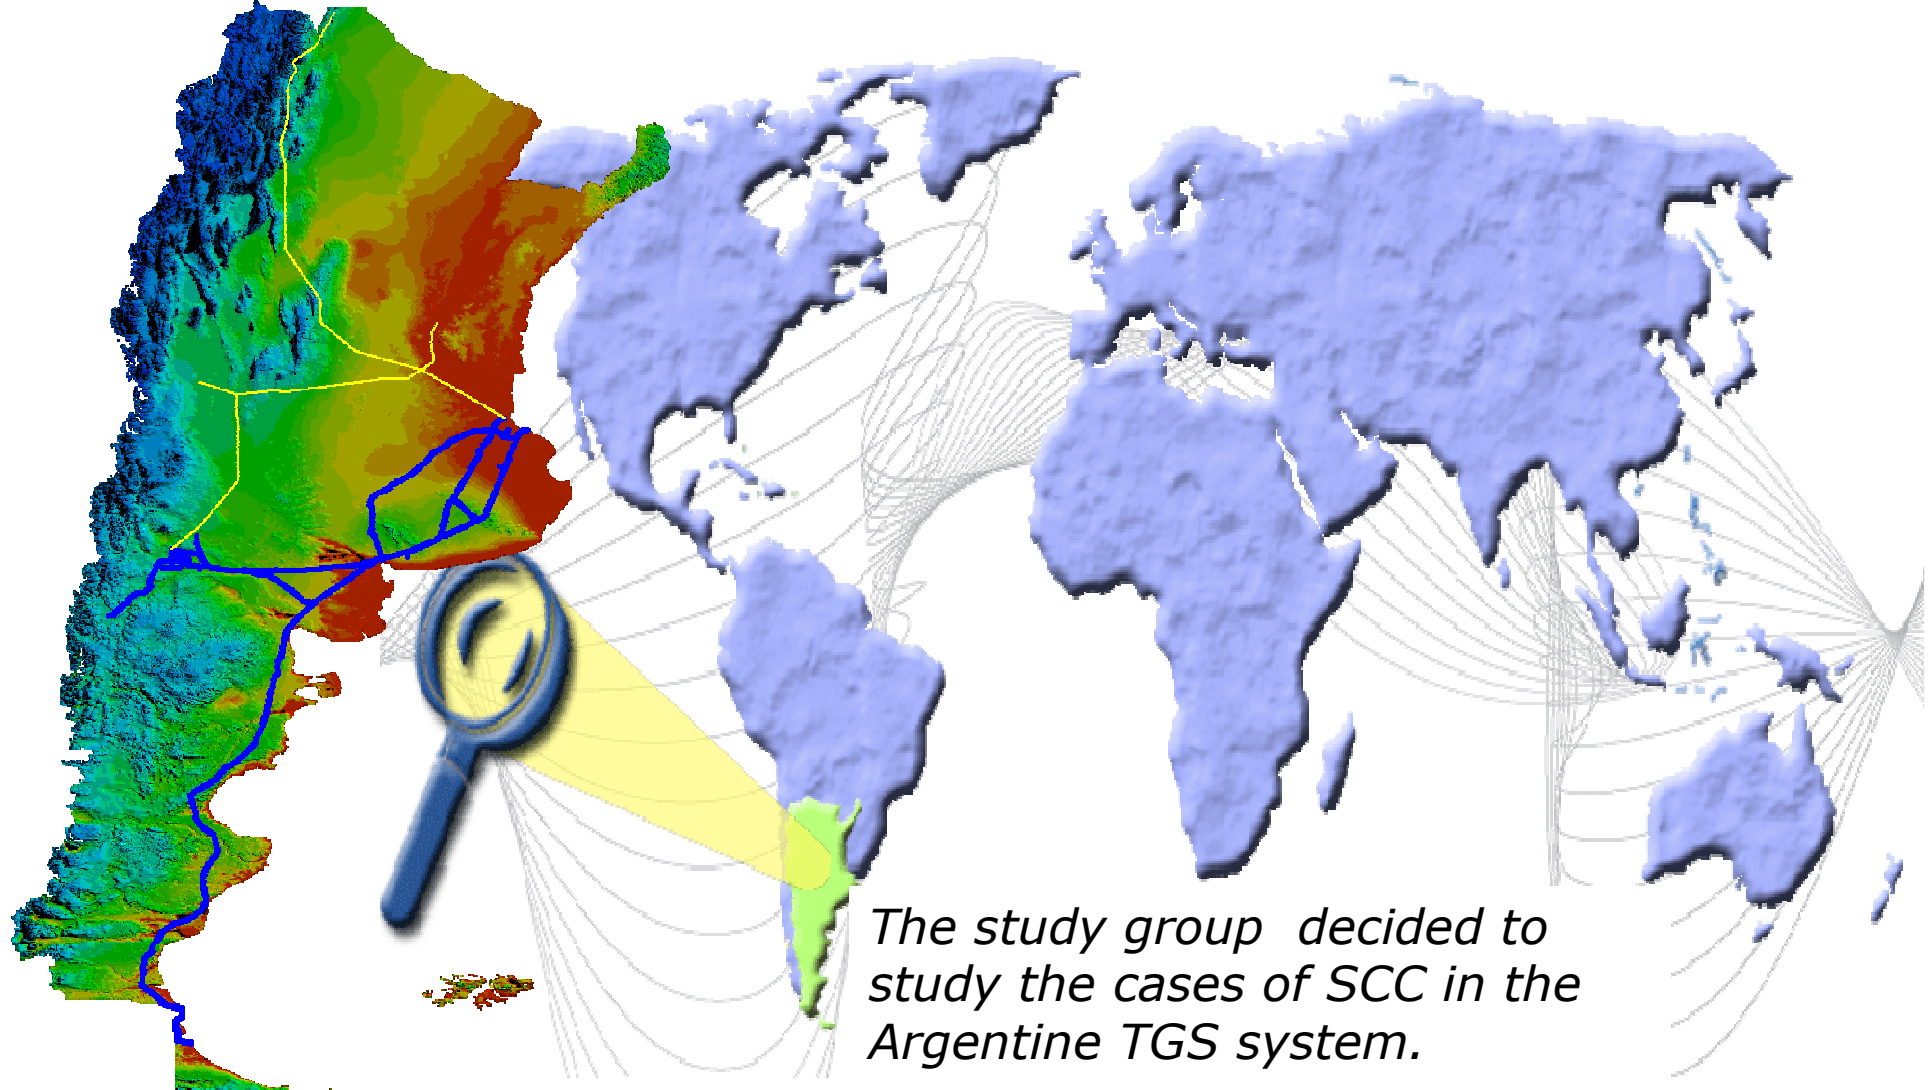 The study group  decided to
study the cases of SCC in the
Argentine TGS system.